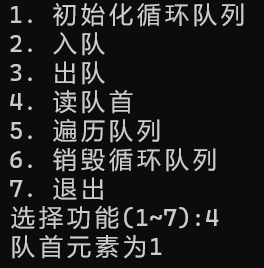 1. 初始化循环队列
2. 入队
3. 出队
4. 读队首
5. 遍历队列
6. 销毁循环队列
7. 退出
选择功能(1~7):4
队首元素为1